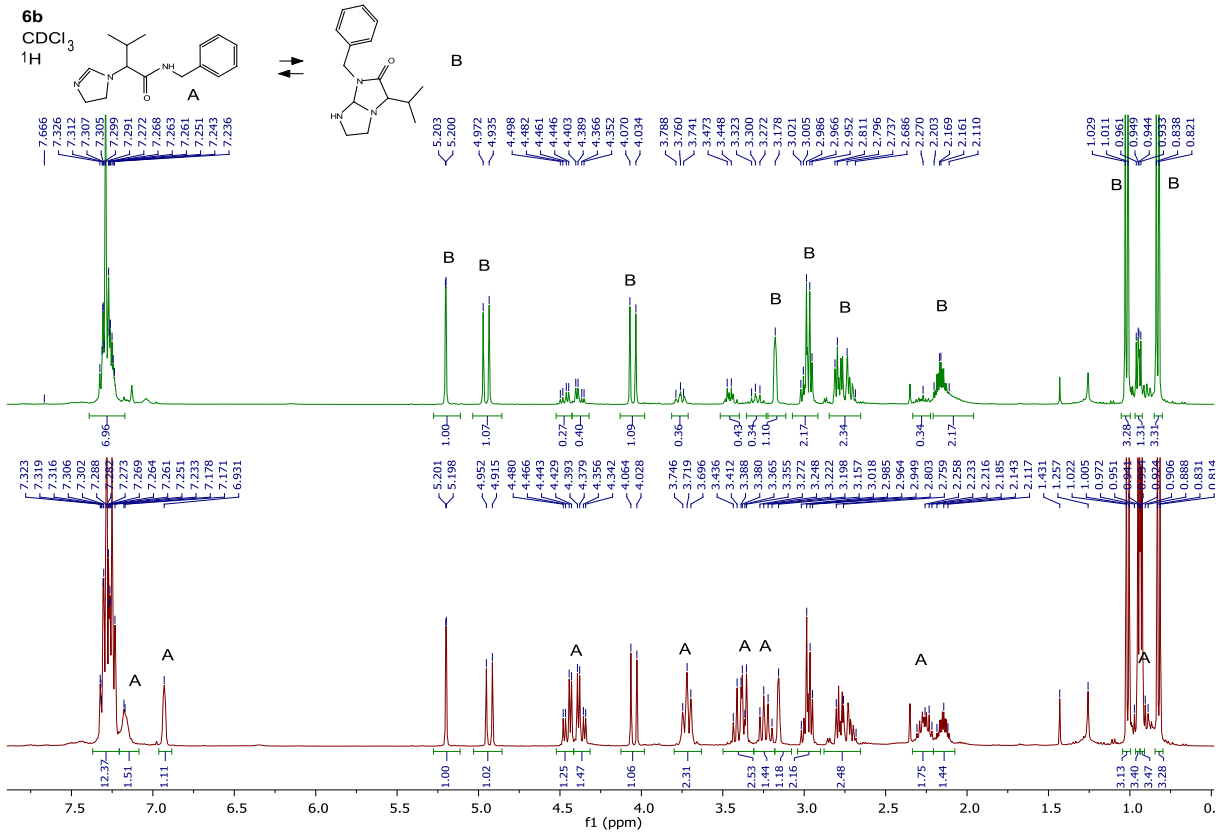 6b
CDCl3
1H
N N NH O A
N O N HN B
7.666 7.326 7.312 7.307 7.305 7.299 7.291 7.272 7.268 7.263 7.261 7.251 7.243 7.236 5.203 5.200 4.972 4.935 4.498 4.482 4.461 4.446 4.403 4.389 4.366 4.352 4.070 4.034 3.788 3.760 3.741 3.473 3.448 3.323 3.300 3.272 3.178 3.021 3.005 2.986 2.966 2.952 2.811 2.796 2.737 2.686 2.270 2.203 2.169 2.161 2.110 1.029 1.011 0.961 0.949 0.944 0.933 0.838 0.821
B B B B B B B B B
6.96 1.00 1.07 0.27 0.40 1.09 0.36 0.43 0.34 1.10 2.17 2.34 0.34 2.17 3.28 1.31 3.31
7.323 7.319 7.316 7.306 7.302 7.288 7.273 7.269 7.264 7.261 7.251 7.233 7.178 7.171 6.931 5.201 5.198 4.952 4.915 4.480 4.466 4.443 4.429 4.393 4.379 4.356 4.342 4.064 4.028 3.746 3.719 3.696 3.436 3.412 3.388 3.380 3.365 3.355 3.272 3.248 3.222 3.198 3.157 3.018 2.985 2.964 2.949 2.803 2.759 2.258 2.233 2.216 2.185 2.143 2.117 1.431 1.257 1.022 1.005 0.972 0.951 0.906 0.888 0.831 0.814
A A A A A A A A
12.37 1.51 1.11 1.00 1.02 1.25 1.47 1.06 2.31 2.53 1.44 1.18 2.16 2.48 1.75 1.44 3.13 3.40 3.47 3.28
7.5 7.0 6.5 6.0 5.5 5.0 4.5 4.0 3.5 3.0 2.5 2.0 1.5 1.0 0.
f1 (ppm)